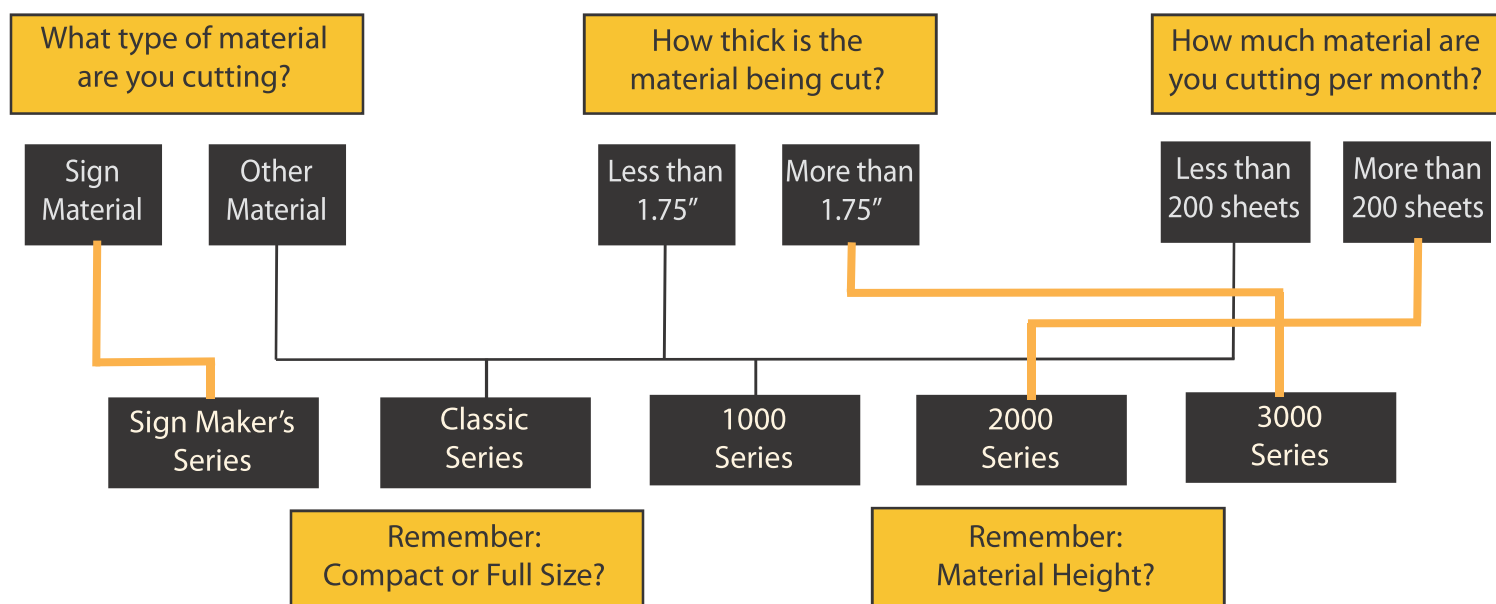 What type of material
are you cutting?
How thick is the
material being cut?
How much material are
you cutting per month?
Sign
Material
Other
Material
Less than
1.75”
More than
1.75”
Less than
200 sheets
More than
200 sheets
Sign Maker’s
Series
Classic
Series
1000
Series
2000
Series
3000
Series
Remember:
Compact or Full Size?
Remember:
Material Height?